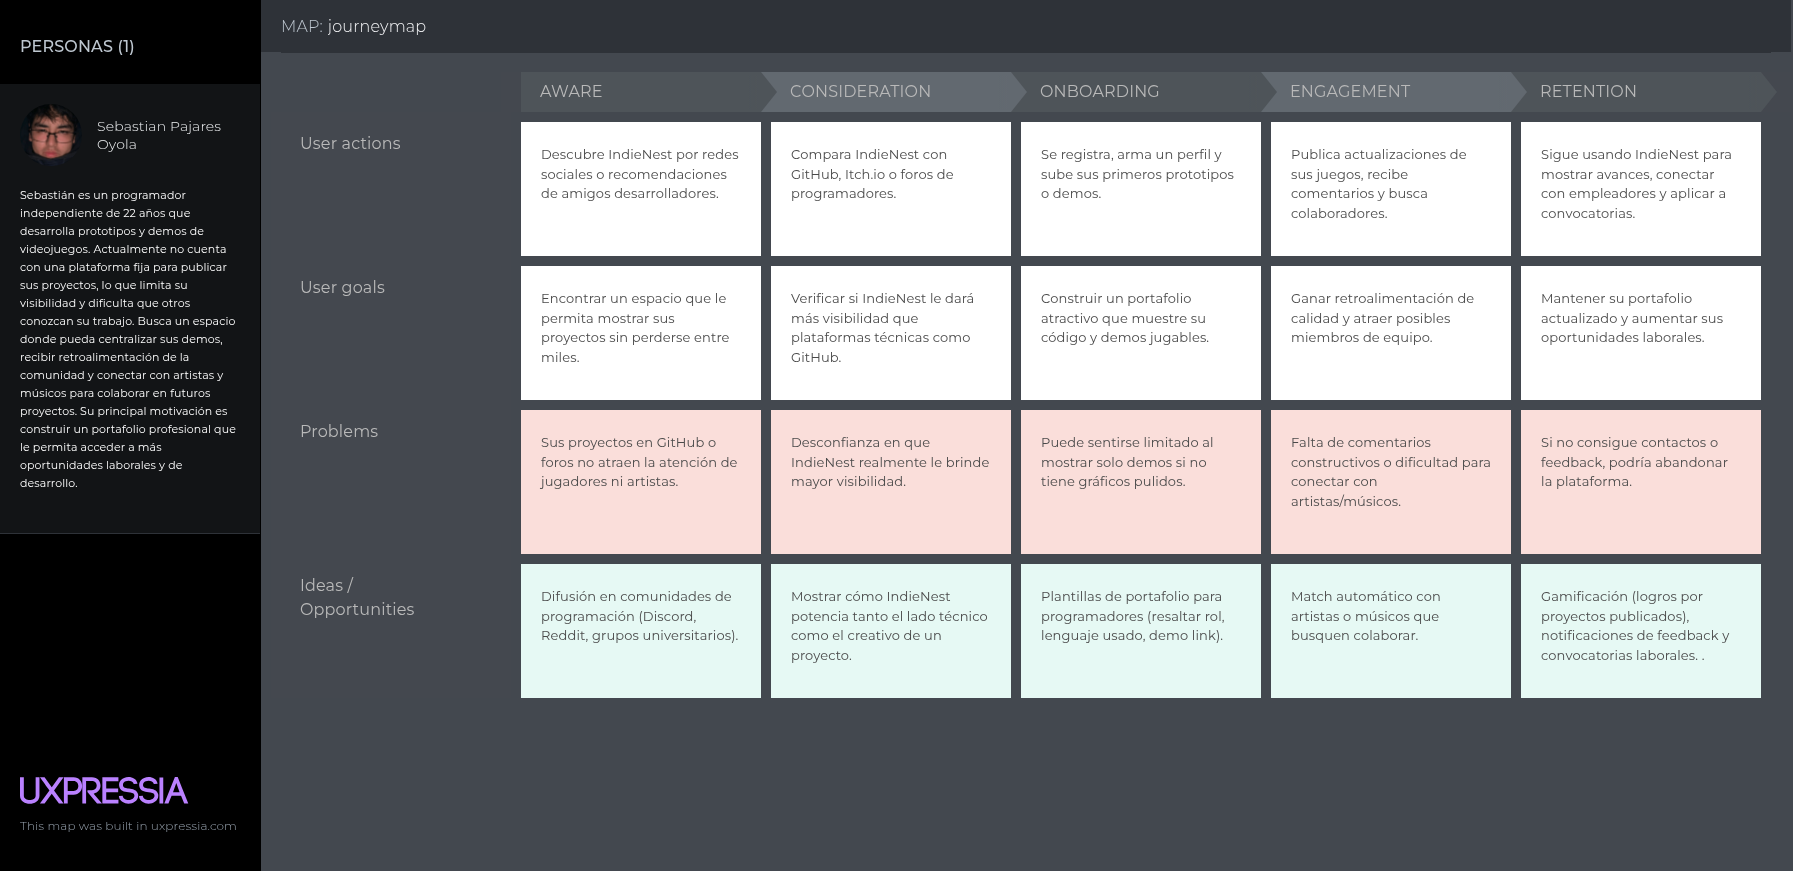 PERSONAS (1)
Sebastian Pajares
Oyola
Sebastián es un programador
independiente de 22 años que
desarrolla prototipos y demos de
videojuegos. Actualmente no cuenta
con una plataforma fija para publicar
sus proyectos, lo que limita su
visibilidad y dificulta que otros
conozcan su trabajo. Busca un espacio
donde pueda centralizar sus demos,
recibir retroalimentación de la
comunidad y conectar con artistas y
músicos para colaborar en futuros
proyectos. Su principal motivación es
construir un portafolio profesional que
le permita acceder a más
oportunidades laborales y de
desarrollo.
UXPRESSIA
This map was built in uxpressia.com
MAP: journeymap
AWARE
CONSIDERATION
ONBOARDING
ENGAGEMENT
RETENTION
User actions
Descubre IndieNest por redes
sociales o recomendaciones
de amigos desarrolladores.
Compara IndieNest con
GitHub, Itch.io o foros de
programadores.
Se registra, arma un perfil y
sube sus primeros prototipos
o demos.
Publica actualizaciones de
sus juegos, recibe
comentarios y busca
colaboradores.
Sigue usando IndieNest para
mostrar avances, conectar
con empleadores y aplicar a
convocatorias.
User goals
Encontrar un espacio que le
permita mostrar sus
proyectos sin perderse entre
miles.
Verificar si IndieNest le dará
más visibilidad que
plataformas técnicas como
GitHub.
Construir un portafolio
atractivo que muestre su
código y demos jugables.
Ganar retroalimentación de
calidad y atraer posibles
miembros de equipo.
Mantener su portafolio
actualizado y aumentar sus
oportunidades laborales.
Problems
Sus proyectos en GitHub o
foros no atraen la atención de
jugadores ni artistas.
Desconfianza en que
IndieNest realmente le brinde
mayor visibilidad.
Puede sentirse limitado al
mostrar solo demos si no
tiene gráficos pulidos.
Falta de comentarios
constructivos o dificultad para
conectar con
artistas/músicos.
Si no consigue contactos o
feedback, podría abandonar
la plataforma.
Ideas /
Opportunities
Difusión en comunidades de
programación (Discord,
Reddit, grupos universitarios).
Mostrar cómo IndieNest
potencia tanto el lado técnico
como el creativo de un
proyecto.
Plantillas de portafolio para
programadores (resaltar rol,
lenguaje usado, demo link).
Match automático con
artistas o músicos que
busquen colaborar.
Gamificación (logros por
proyectos publicados),
notificaciones de feedback y
convocatorias laborales. .